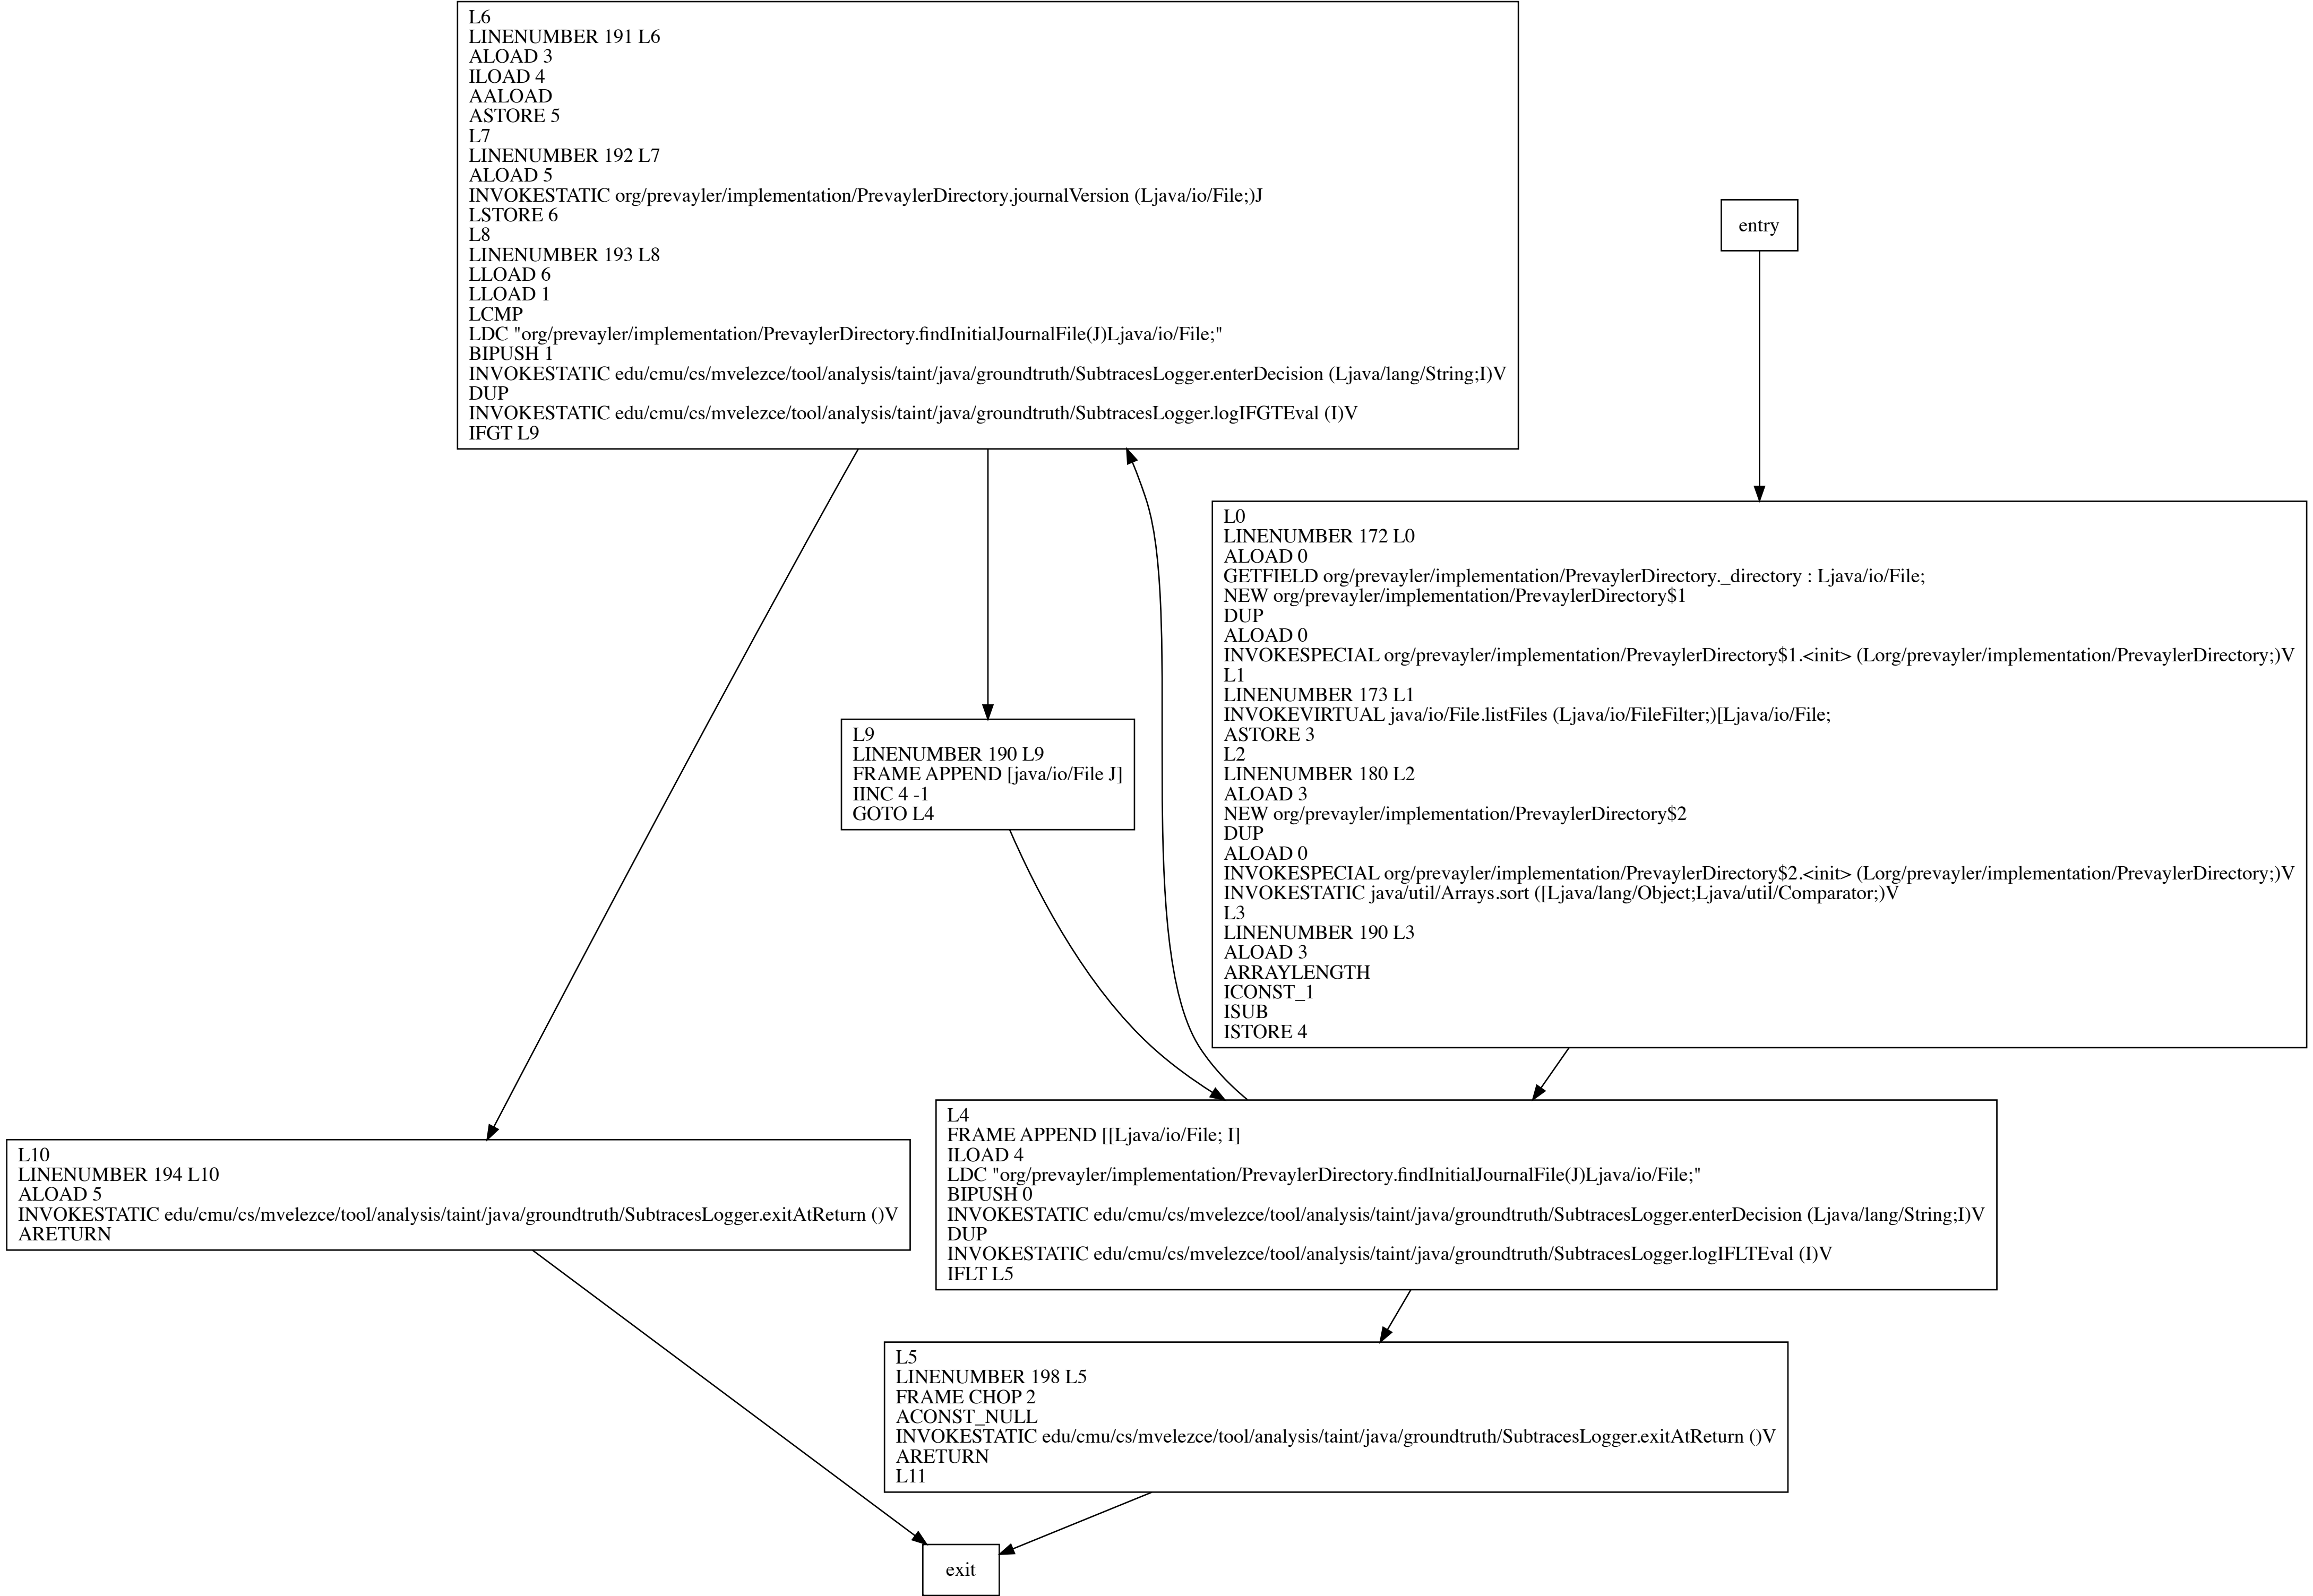 L6
LINENUMBER 191 L6
ALOAD 3
ILOAD 4
AALOAD
ASTORE 5
L7
LINENUMBER 192 L7
ALOAD 5
INVOKESTATIC org/prevayler/implementation/PrevaylerDirectory.journalVersion (Ljava/io/File;)J
LSTORE 6
L8
LINENUMBER 193 L8
LLOAD 6
LLOAD 1
LCMP
LDC "org/prevayler/implementation/PrevaylerDirectory.findInitialJournalFile(J)Ljava/io/File;"
BIPUSH 1
INVOKESTATIC edu/cmu/cs/mvelezce/tool/analysis/taint/java/groundtruth/SubtracesLogger.enterDecision (Ljava/lang/String;I)V
DUP
INVOKESTATIC edu/cmu/cs/mvelezce/tool/analysis/taint/java/groundtruth/SubtracesLogger.logIFGTEval (I)V
IFGT L9
entry
L0
LINENUMBER 172 L0
ALOAD 0
GETFIELD org/prevayler/implementation/PrevaylerDirectory._directory : Ljava/io/File;
NEW org/prevayler/implementation/PrevaylerDirectory$1
DUP
ALOAD 0
INVOKESPECIAL org/prevayler/implementation/PrevaylerDirectory$1.<init> (Lorg/prevayler/implementation/PrevaylerDirectory;)V
L1
LINENUMBER 173 L1
INVOKEVIRTUAL java/io/File.listFiles (Ljava/io/FileFilter;)[Ljava/io/File;
ASTORE 3
L2
LINENUMBER 180 L2
ALOAD 3
NEW org/prevayler/implementation/PrevaylerDirectory$2
DUP
ALOAD 0
INVOKESPECIAL org/prevayler/implementation/PrevaylerDirectory$2.<init> (Lorg/prevayler/implementation/PrevaylerDirectory;)V
INVOKESTATIC java/util/Arrays.sort ([Ljava/lang/Object;Ljava/util/Comparator;)V
L3
LINENUMBER 190 L3
ALOAD 3
ARRAYLENGTH
ICONST_1
ISUB
ISTORE 4
L9
LINENUMBER 190 L9
FRAME APPEND [java/io/File J]
IINC 4 -1
GOTO L4
L10
LINENUMBER 194 L10
ALOAD 5
INVOKESTATIC edu/cmu/cs/mvelezce/tool/analysis/taint/java/groundtruth/SubtracesLogger.exitAtReturn ()V
ARETURN
L4
FRAME APPEND [[Ljava/io/File; I]
ILOAD 4
LDC "org/prevayler/implementation/PrevaylerDirectory.findInitialJournalFile(J)Ljava/io/File;"
BIPUSH 0
INVOKESTATIC edu/cmu/cs/mvelezce/tool/analysis/taint/java/groundtruth/SubtracesLogger.enterDecision (Ljava/lang/String;I)V
DUP
INVOKESTATIC edu/cmu/cs/mvelezce/tool/analysis/taint/java/groundtruth/SubtracesLogger.logIFLTEval (I)V
IFLT L5
L5
LINENUMBER 198 L5
FRAME CHOP 2
ACONST_NULL
INVOKESTATIC edu/cmu/cs/mvelezce/tool/analysis/taint/java/groundtruth/SubtracesLogger.exitAtReturn ()V
ARETURN
L11
exit